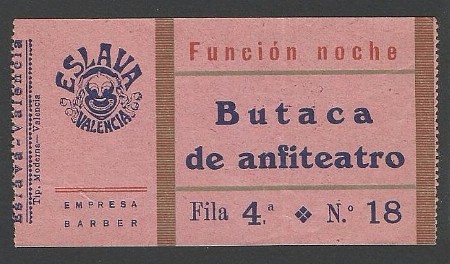 Eslava-Valencia
Tip. Moderna-Valencia
ESLAVA
VALENCIA
EMPRESA
BARBER
Función noche
Butaca
de anfiteatro
Fila 4.ª ❖ N.º 18